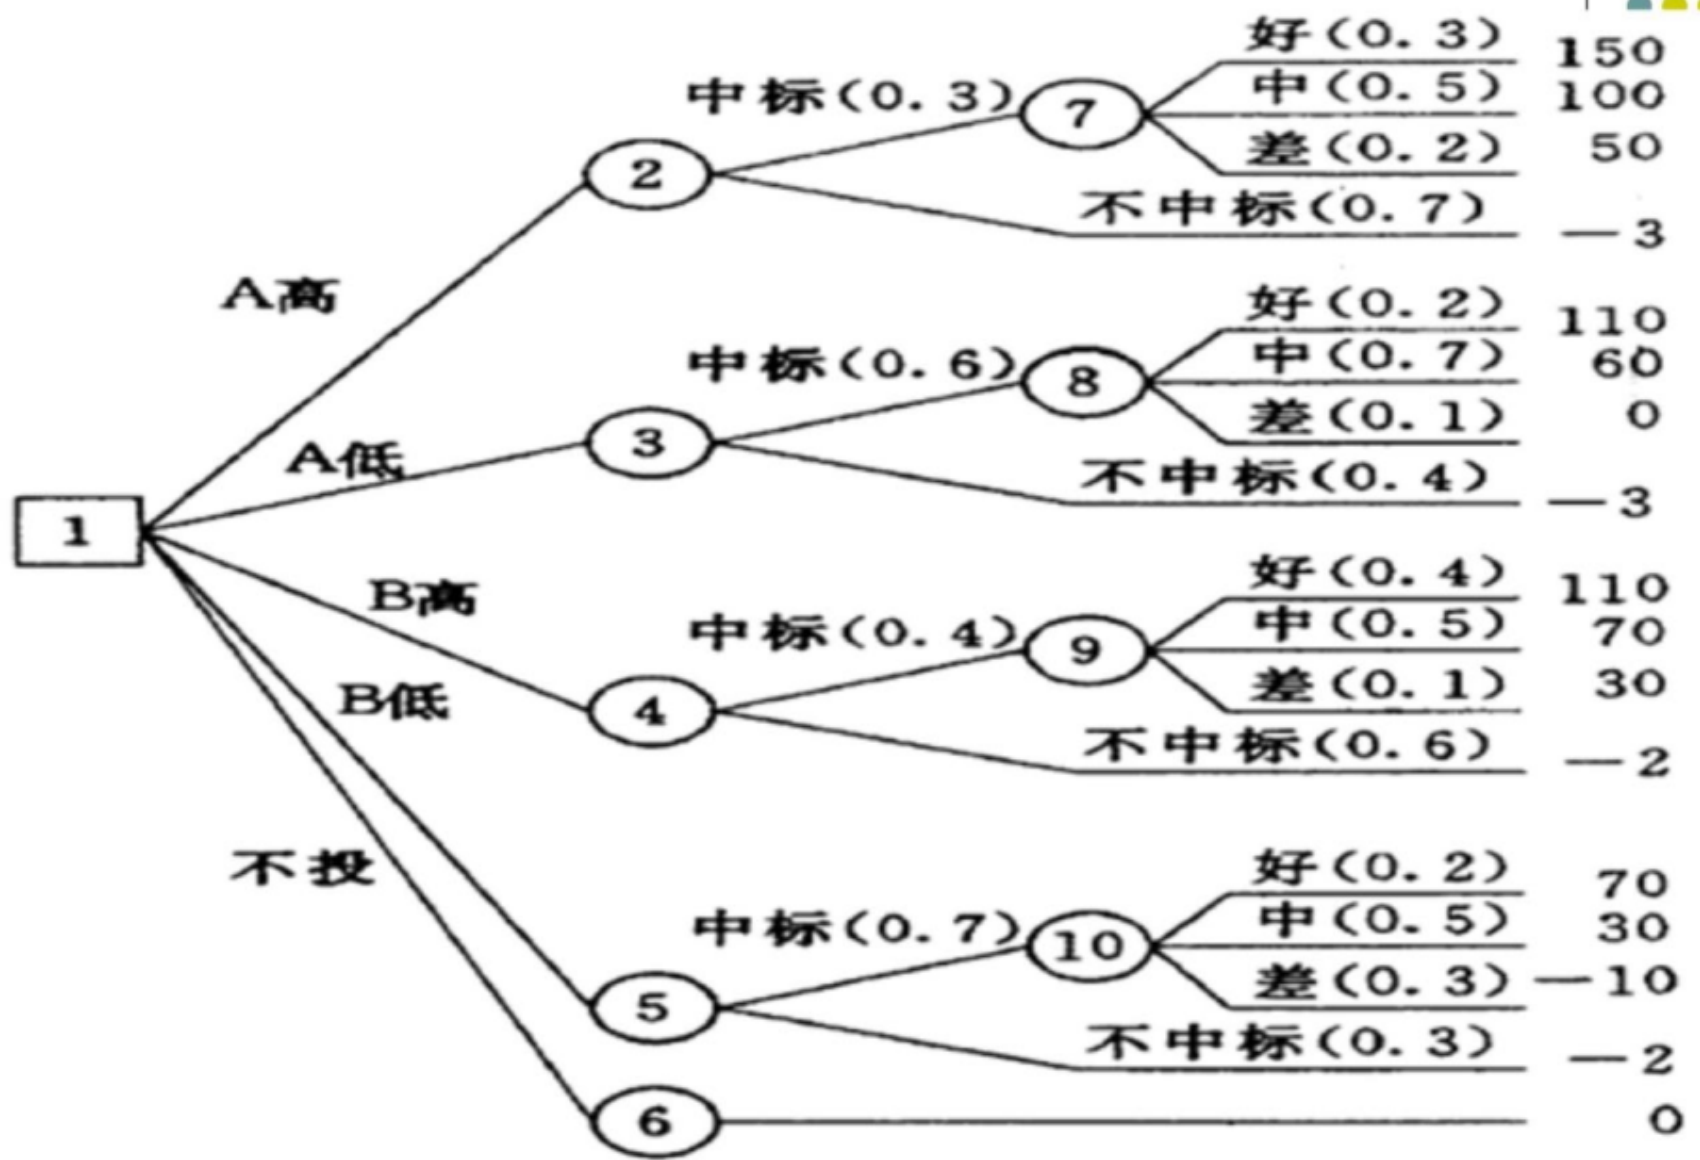 好(0.3) 150
中标(0.3) 7 中(0.5) 100
2 差(0.2) 50
不中标(0.7) —3
A高
好(0.2) 110
中标(0.6) 8 中(0.7) 60
A低 3 差(0.1) 0
不中标(0.4) —3
1
B高
好(0.4) 110
中标(0.4) 9 中(0.5) 70
B低 4 差(0.1) 30
不中标(0.6) —2
不投
好(0.2) 70
中标(0.7) 10 中(0.5) 30
5 差(0.3) —10
不中标(0.3) —2
6 0